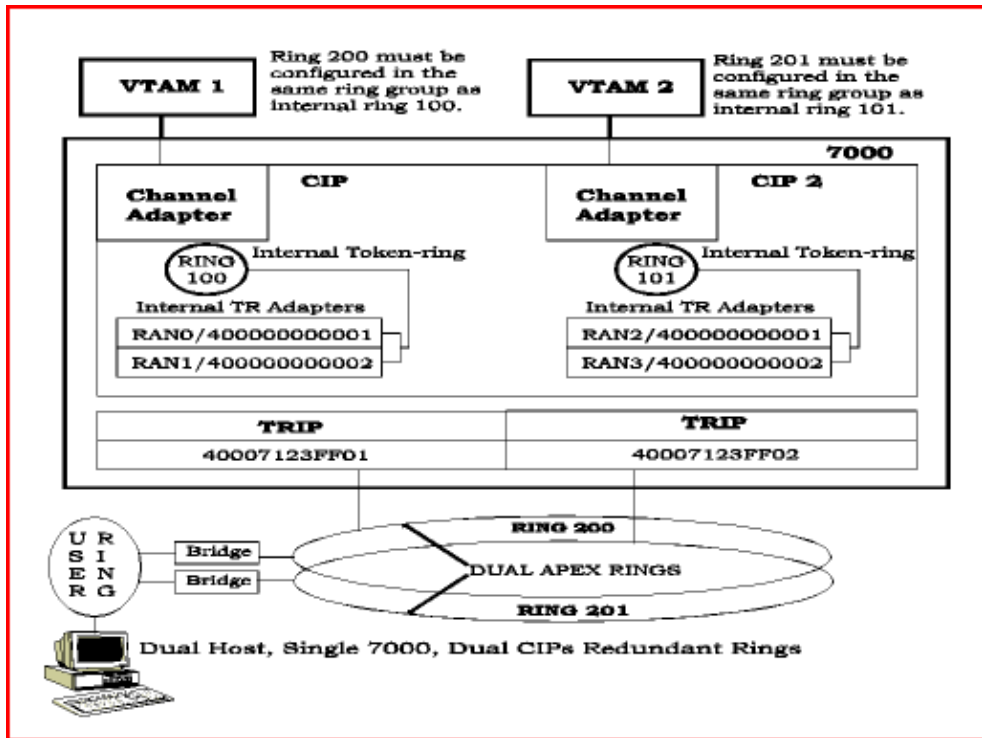 VTAM 1
Ring 200 must be
configured in the
same ring group as
internal ring 100.
VTAM 2
Ring 201 must be
configured in the
same ring group as
internal ring 101.
7000
Channel
Adapter
CIP
Channel
Adapter
CIP 2
RING
100
Internal Token-ring
RING
101
Internal Token-ring
Internal TR Adapters
RAN0/400000000001
RAN1/400000000002
Internal TR Adapters
RAN2/400000000001
RAN3/400000000002
TRIP
40007123FF01
TRIP
40007123FF02
USER
RING
Bridge
Bridge
RING 200
DUAL APEX RINGS
RING 201
Dual Host, Single 7000, Dual CIPs Redundant Rings